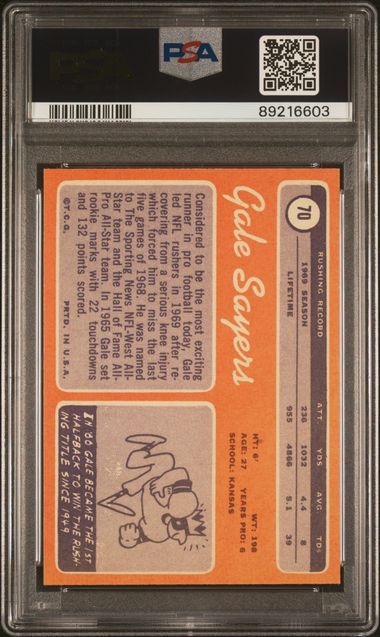 PSA
89216603
70
RUSHING RECORD ATT. YDS AVG. TDs
1969 SEASON 236 1032 4.4 8
LIFETIME 955 4866 5.1 39
Gale Sayers
HT: 6' WT: 198
AGE: 27 YEARS PRO: 6
SCHOOL: KANSAS
Considered to be the most exciting
runner in pro football today, Gale
led NFL rushers in 1969 after re-
covering from a serious knee injury
which forced him to miss the last
five games of 1968. He was named
to The Sporting News NFL-West All-
Star team and the Hall of Fame All-
Pro All-Star team. In 1965 Gale set
rookie marks with 22 touchdowns
and 132 points scored.
©T.C.G. PRTD. IN U.S.A.
IN '66 GALE BECAME THE 1ST
HALFBACK TO WIN THE RUSH-
ING TITLE SINCE 1949.